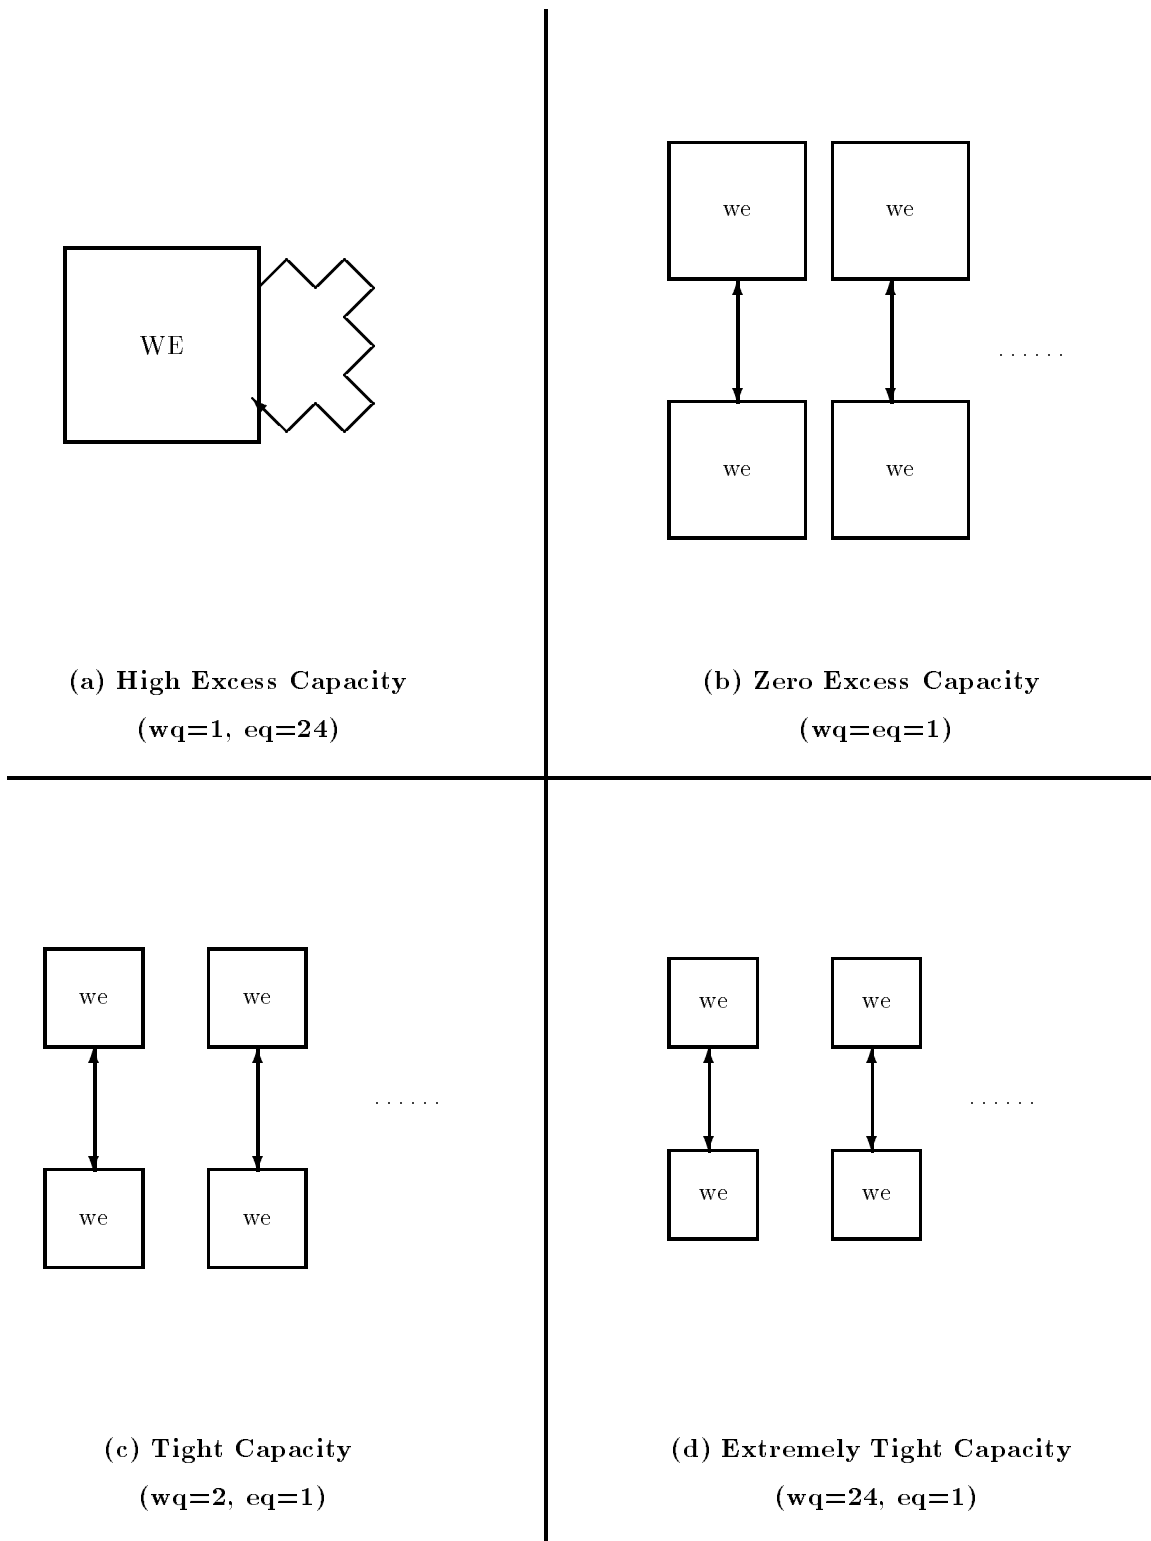 WE
we we
. . . . . .
we we
(a) High Excess Capacity
(wq=1, eq=24)
(b) Zero Excess Capacity
(wq=eq=1)
we we
. . . . . .
we we
(c) Tight Capacity
(wq=2, eq=1)
we we
. . . . . .
we we
(d) Extremely Tight Capacity
(wq=24, eq=1)